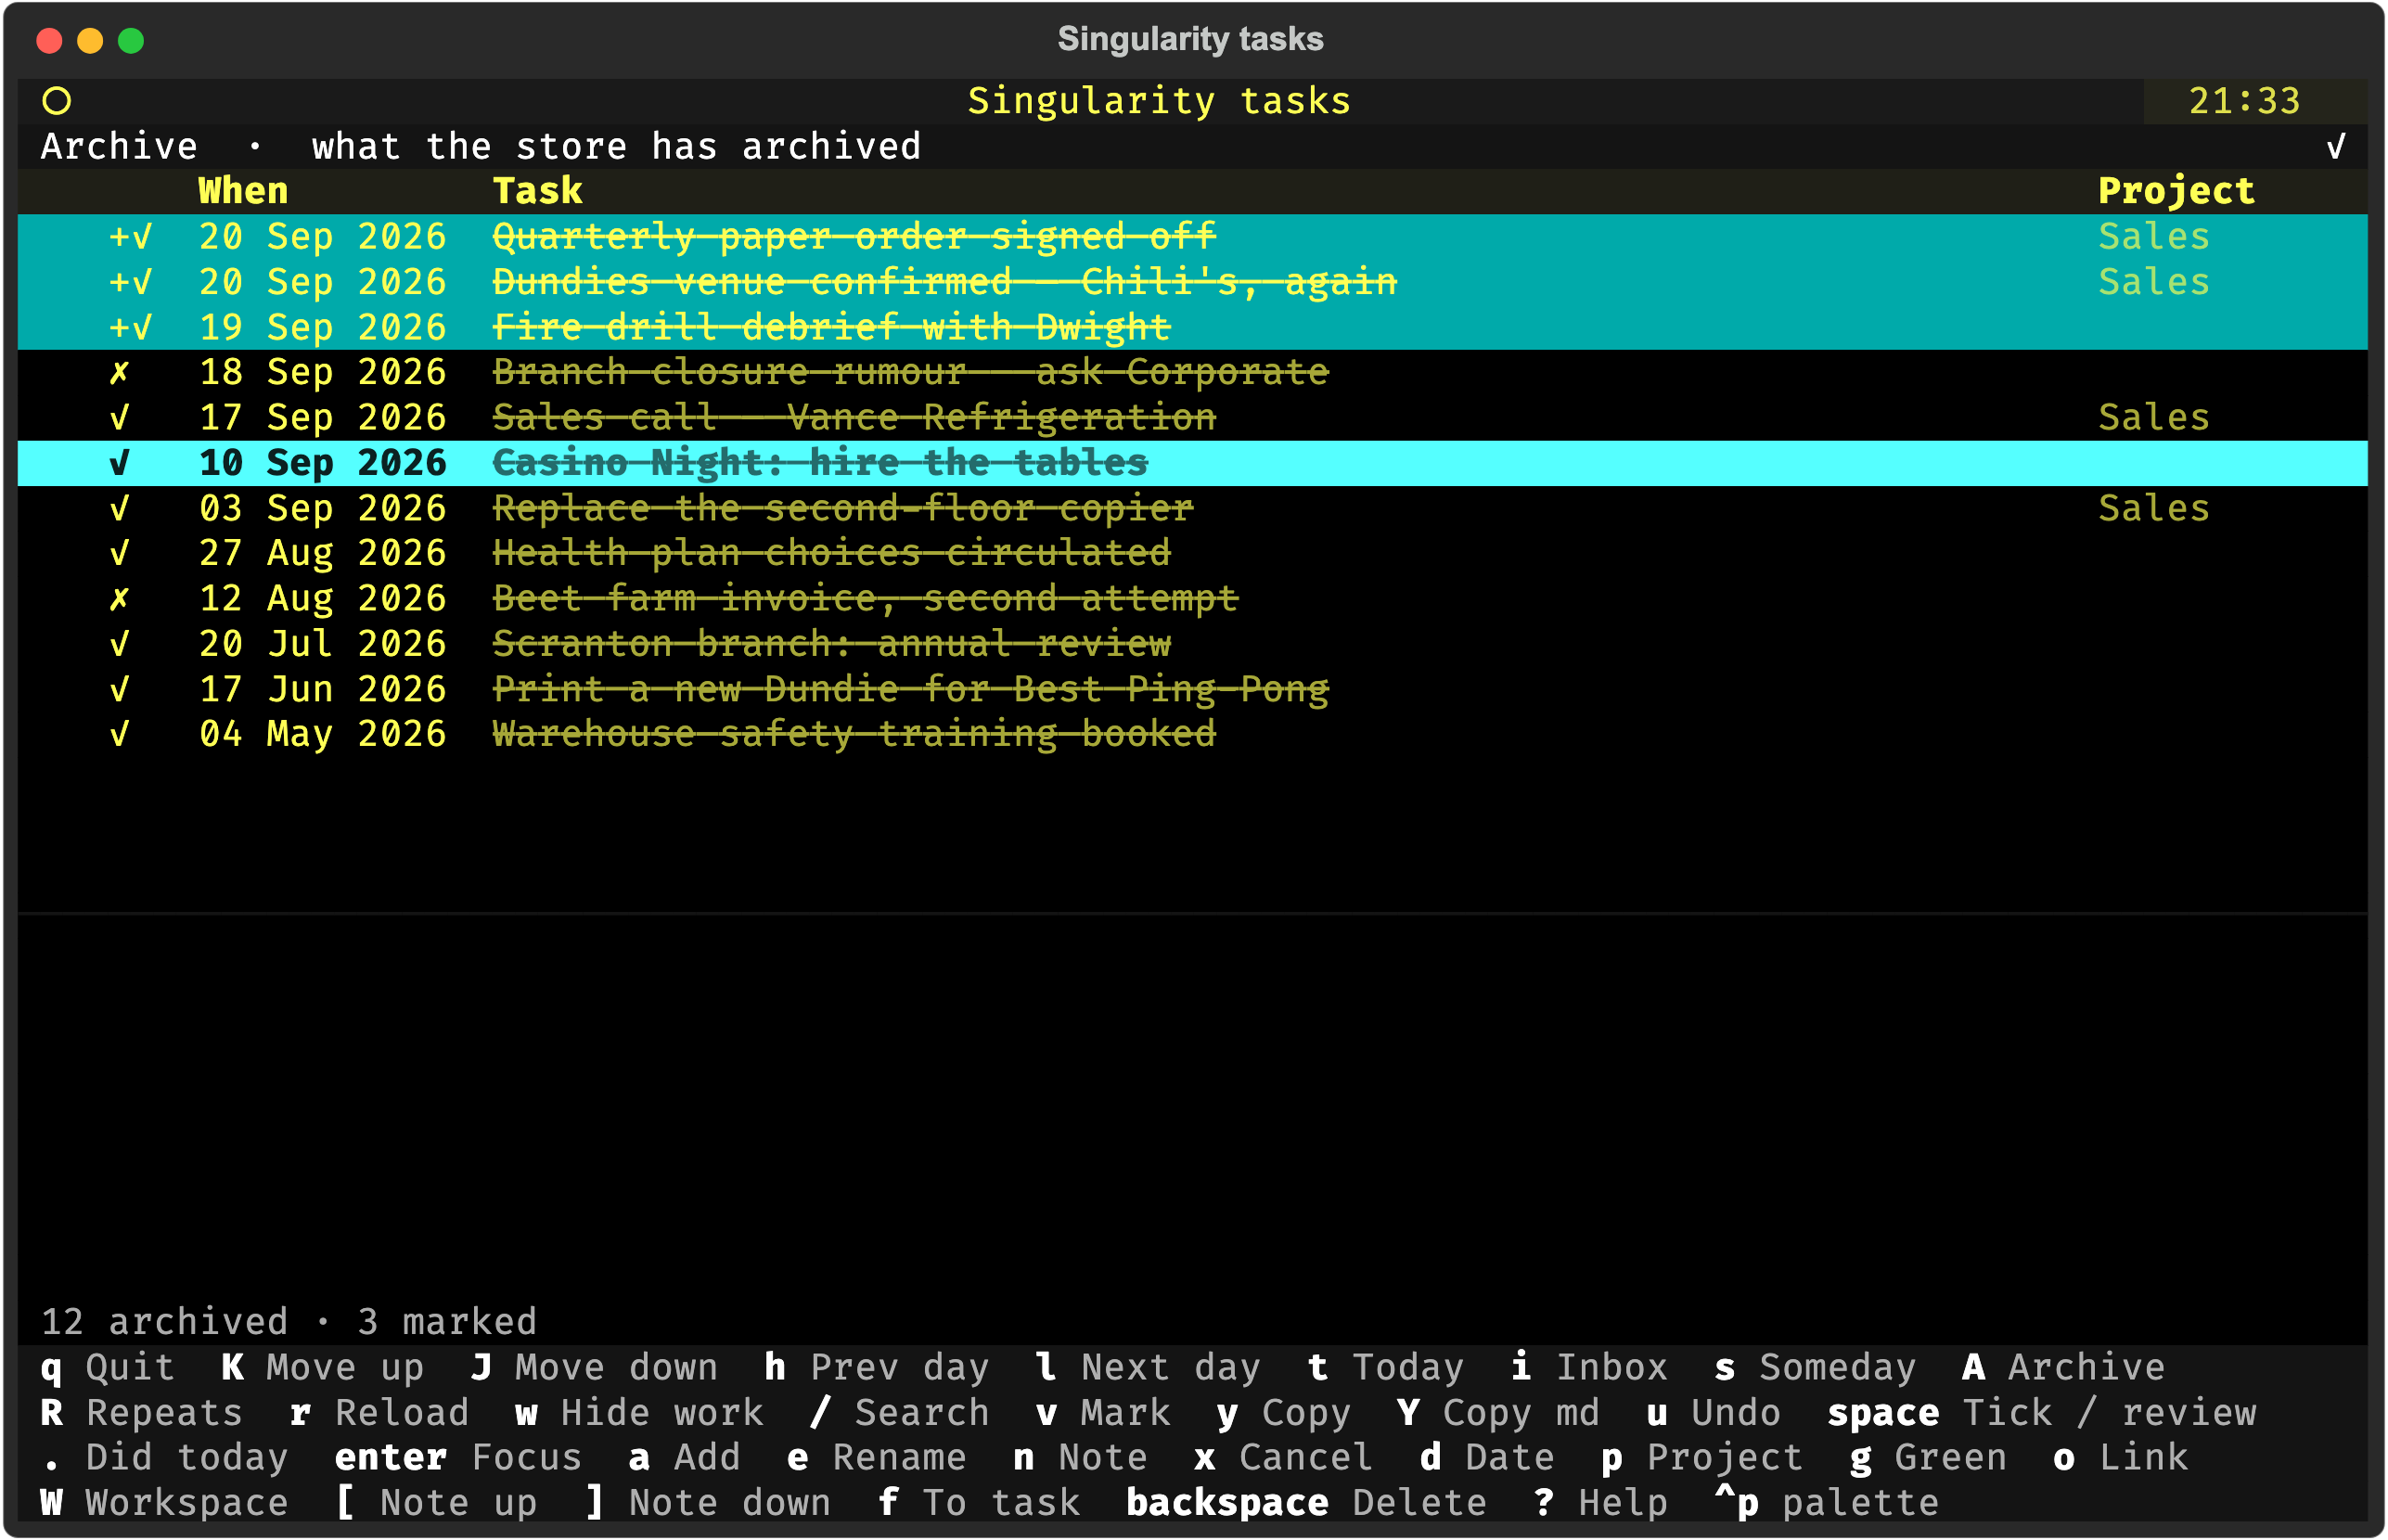 Singularity tasks
Singularity tasks 21:33
Archive · what the store has archived √
When Task Project
+√ 20 Sep 2026 Quarterly paper order signed off Sales
+√ 20 Sep 2026 Dundies venue confirmed — Chili's, again Sales
+√ 19 Sep 2026 Fire drill debrief with Dwight
✗ 18 Sep 2026 Branch closure rumour — ask Corporate
√ 17 Sep 2026 Sales call — Vance Refrigeration Sales
√ 10 Sep 2026 Casino Night: hire the tables
√ 03 Sep 2026 Replace the second-floor copier Sales
√ 27 Aug 2026 Health plan choices circulated
✗ 12 Aug 2026 Beet farm invoice, second attempt
√ 20 Jul 2026 Scranton branch: annual review
√ 17 Jun 2026 Print a new Dundie for Best Ping-Pong
√ 04 May 2026 Warehouse safety training booked
12 archived · 3 marked
q Quit K Move up J Move down h Prev day l Next day t Today i Inbox s Someday A Archive
R Repeats r Reload w Hide work / Search v Mark y Copy Y Copy md u Undo space Tick / review
. Did today enter Focus a Add e Rename n Note x Cancel d Date p Project g Green o Link
W Workspace [ Note up ] Note down f To task backspace Delete ? Help ^p palette